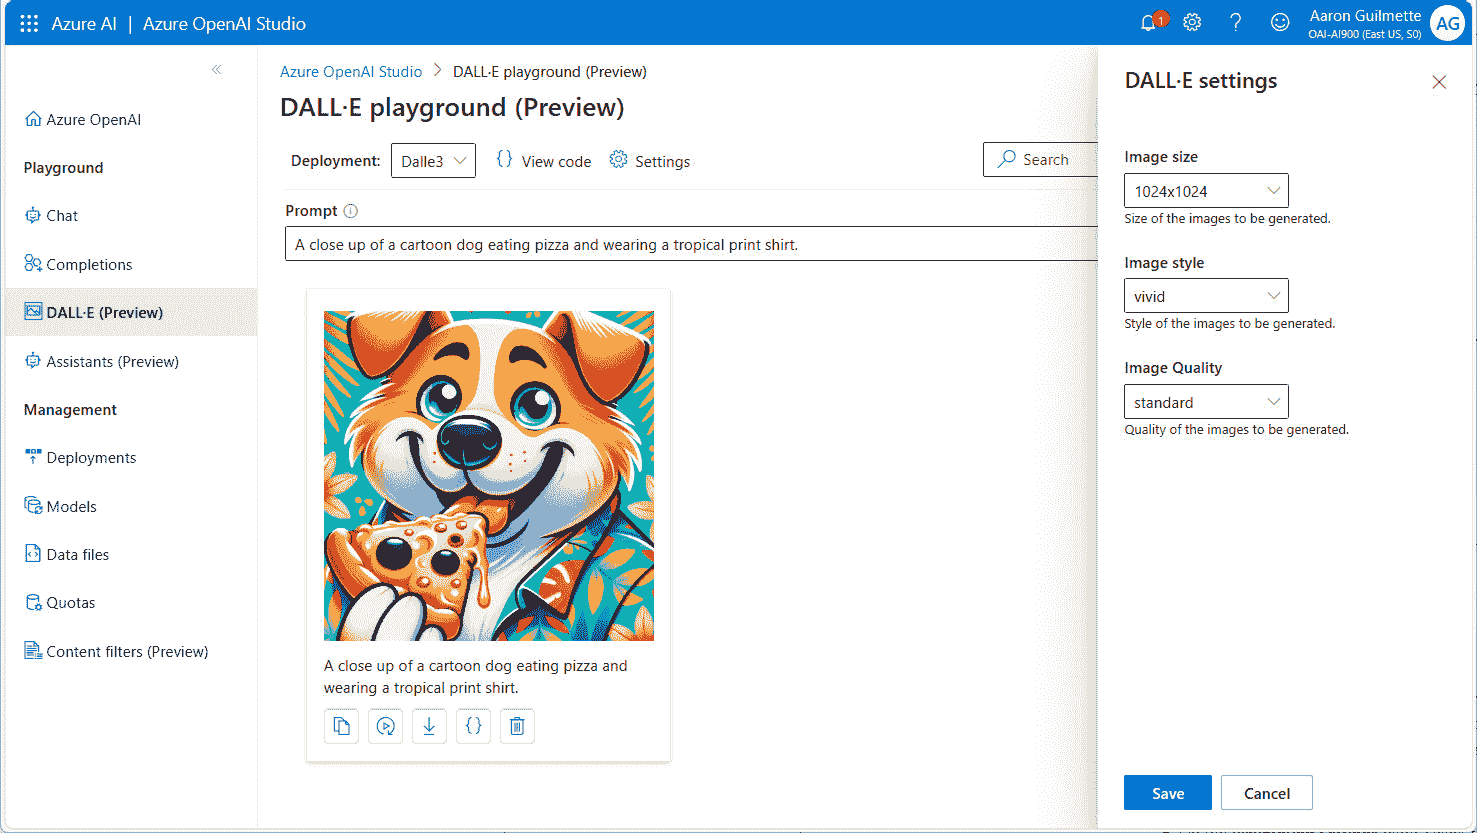 Azure AI | Azure OpenAI Studio
1
Aaron Guilmette
OAI-AI900 (East US, S0)
AG
Azure OpenAI
Playground
Chat
Completions
DALL·E (Preview)
Assistants (Preview)
Management
Deployments
Models
Data files
Quotas
Content filters (Preview)
Azure OpenAI Studio > DALL·E playground (Preview)
DALL·E playground (Preview)
Deployment: Dalle3 {} View code Settings Search
Prompt
A close up of a cartoon dog eating pizza and wearing a tropical print shirt.
A close up of a cartoon dog eating pizza and
wearing a tropical print shirt.
DALL·E settings
Image size
1024x1024
Size of the images to be generated.
Image style
vivid
Style of the images to be generated.
Image Quality
standard
Quality of the images to be generated.
Save Cancel